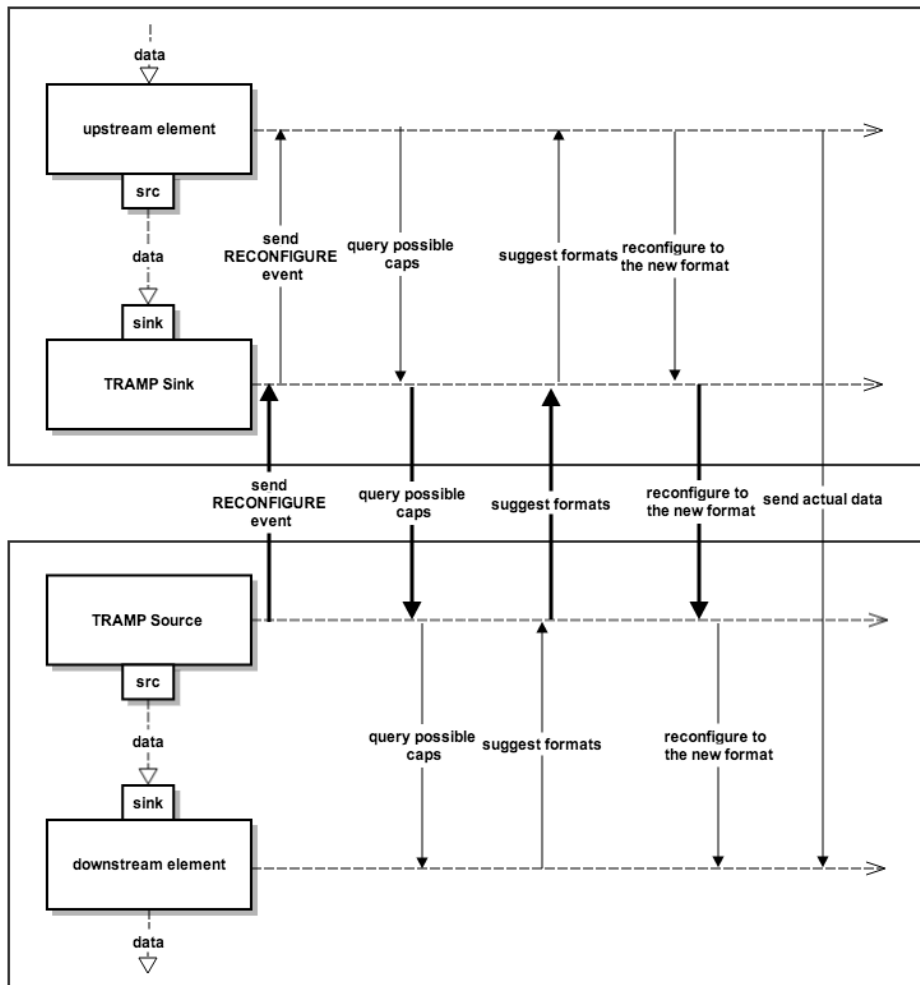 data
upstream element
src
data
sink
TRAMP Sink
send
RECONFIGURE
event
query possible
caps
suggest formats
reconfigure to
the new format
send
RECONFIGURE
event
query possible
caps
suggest formats
reconfigure to
the new format
send actual data
TRAMP Source
src
data
sink
downstream element
data
query possible
caps
suggest formats
reconfigure to
the new format